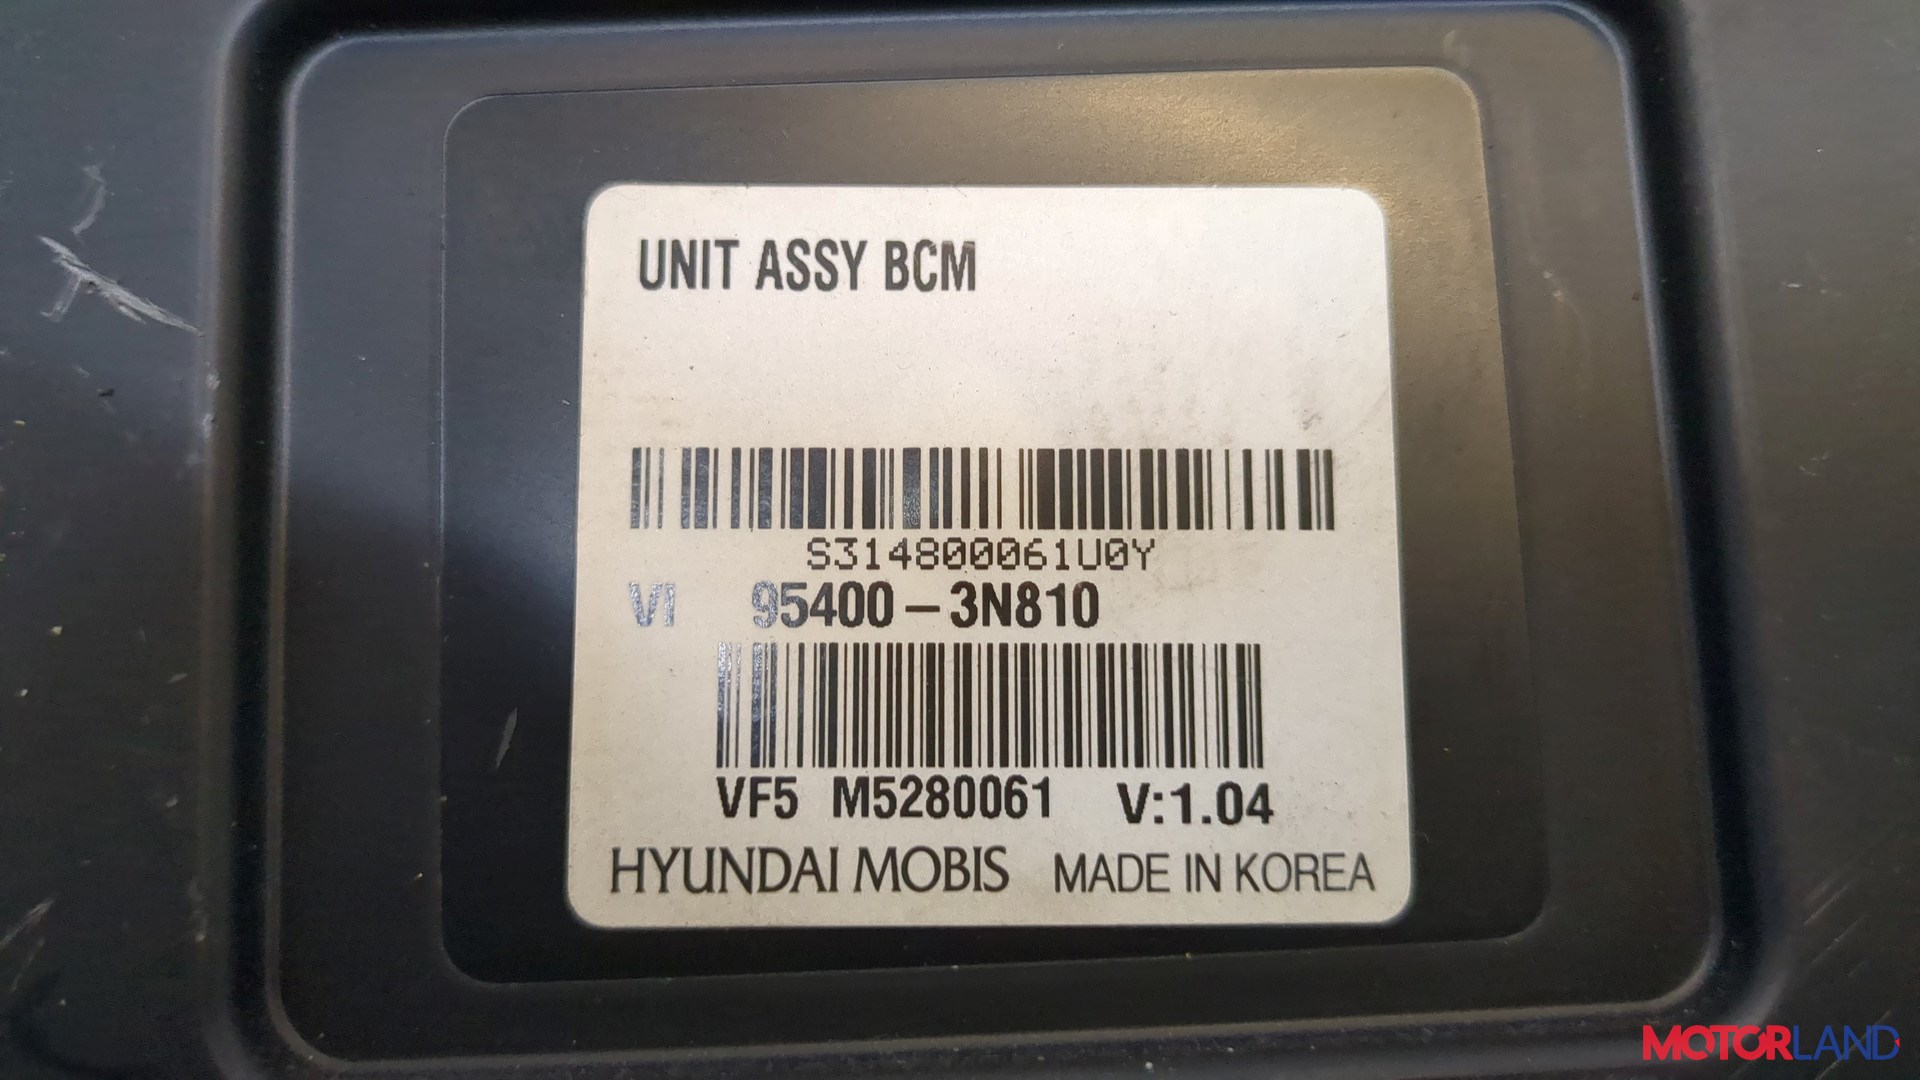 UNIT ASSY BCM
S314800061U0Y
VI 95400-3N810
VF5 M5280061 V:1.04
HYUNDAI MOBIS MADE IN KOREA
MOTORLAND